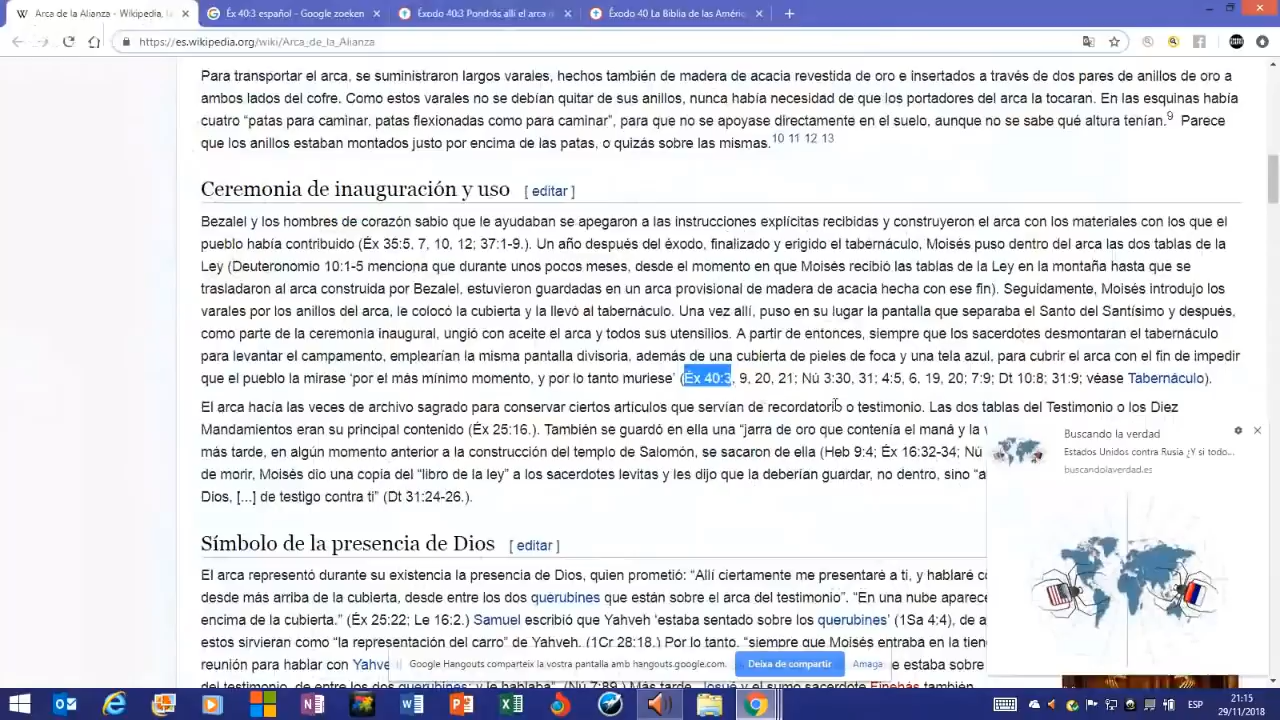 Arca de la Alianza - Wikipedia, la
Éx 40:3 español - Google zoeken
Éxodo 40:3 Pondrás allí el arca d
Éxodo 40 La Biblia de las Améric
https://es.wikipedia.org/wiki/Arca_de_la_Alianza
Para transportar el arca, se suministraron largos varales, hechos también de madera de acacia revestida de oro e insertados a través de dos pares de anillos de oro a
ambos lados del cofre. Como estos varales no se debían quitar de sus anillos, nunca había necesidad de que los portadores del arca la tocaran. En las esquinas había
cuatro “patas para caminar, patas flexionadas como para caminar”, para que no se apoyase directamente en el suelo, aunque no se sabe qué altura tenían.9 Parece
que los anillos estaban montados justo por encima de las patas, o quizás sobre las mismas.10 11 12 13
Ceremonia de inauguración y uso [ editar ]
Bezalel y los hombres de corazón sabio que le ayudaban se apegaron a las instrucciones explícitas recibidas y construyeron el arca con los materiales con los que el
pueblo había contribuido (Éx 35:5, 7, 10, 12; 37:1-9.). Un año después del éxodo, finalizado y erigido el tabernáculo, Moisés puso dentro del arca las dos tablas de la
Ley (Deuteronomio 10:1-5 menciona que durante unos pocos meses, desde el momento en que Moisés recibió las tablas de la Ley en la montaña hasta que se
trasladaron al arca construida por Bezalel, estuvieron guardadas en un arca provisional de madera de acacia hecha con ese fin). Seguidamente, Moisés introdujo los
varales por los anillos del arca, le colocó la cubierta y la llevó al tabernáculo. Una vez allí, puso en su lugar la pantalla que separaba el Santo del Santísimo y después,
como parte de la ceremonia inaugural, ungió con aceite el arca y todos sus utensilios. A partir de entonces, siempre que los sacerdotes desmontaran el tabernáculo
para levantar el campamento, emplearían la misma pantalla divisoria, además de una cubierta de pieles de foca y una tela azul, para cubrir el arca con el fin de impedir
que el pueblo la mirase ‘por el más mínimo momento, y por lo tanto muriese’ (Éx 40:3, 9, 20, 21; Nú 3:30, 31; 4:5, 6, 19, 20; 7:9; Dt 10:8; 31:9; véase Tabernáculo).
El arca hacía las veces de archivo sagrado para conservar ciertos artículos que servían de recordatorio o testimonio. Las dos tablas del Testimonio o los Diez
Mandamientos eran su principal contenido (Éx 25:16.). También se guardó en ella una “jarra de oro que contenía el maná y la v
más tarde, en algún momento anterior a la construcción del templo de Salomón, se sacaron de ella (Heb 9:4; Éx 16:32-34; Nú
de morir, Moisés dio una copia del “libro de la ley” a los sacerdotes levitas y les dijo que la deberían guardar, no dentro, sino “a
Dios, [...] de testigo contra ti” (Dt 31:24-26.).
Buscando la verdad
Estados Unidos contra Rusia ¿Y si todo...
buscandolaverdad.es
Símbolo de la presencia de Dios [ editar ]
El arca representó durante su existencia la presencia de Dios, quien prometió: “Allí ciertamente me presentaré a ti, y hablaré co
desde más arriba de la cubierta, desde entre los dos querubines que están sobre el arca del testimonio”. “En una nube aparece
encima de la cubierta.” (Éx 25:22; Le 16:2.) Samuel escribió que Yahveh ‘estaba sentado sobre los querubines’ (1Sa 4:4), de a
estos sirvieran como “la representación del carro” de Yahveh. (1Cr 28:18.) Por lo tanto, “siempre que Moisés entraba en la tien
reunión para hablar con Yahve
e estaba sobre
Google Hangouts comparteix la vostra pantalla amb hangouts.google.com.
Deixa de compartir
Amaga
del testimonio, de entre los dos querubines; y le hablaba”. (Nú 7:89.) Más tarde, Josué y el sumo sacerdote Finehás también
ESP
21:15
29/11/2018